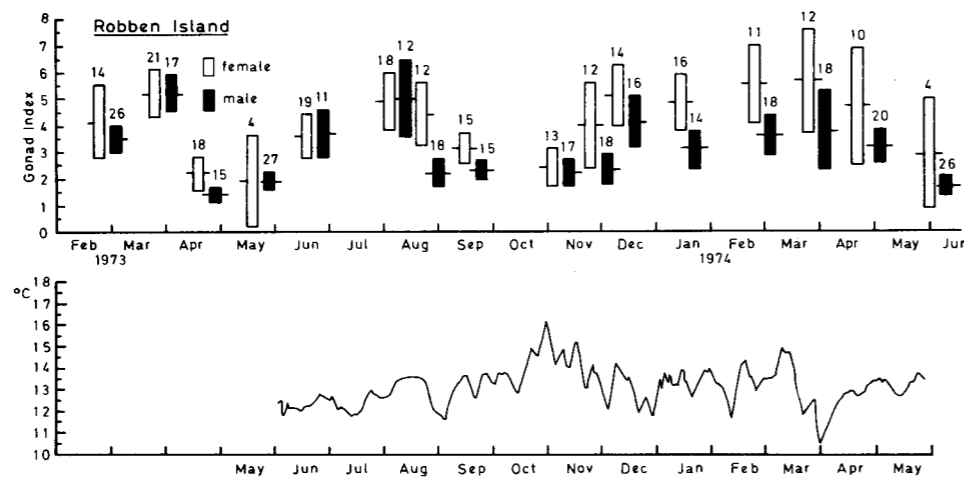 Robben Island
female
male
Gonad Index
8
7
6
5
4
3
2
1
0
14 26 21 17 18 15 4 27 19 11 18 12 12 18 15 15 13 17 12 18 14 16 16 14 11 18 12 18 10 20 4 26
Feb Mar Apr May Jun Jul Aug Sep Oct Nov Dec Jan Feb Mar Apr May Jun
1973 1974
°C
18
17
16
15
14
13
12
11
10
May Jun Jul Aug Sep Oct Nov Dec Jan Feb Mar Apr May